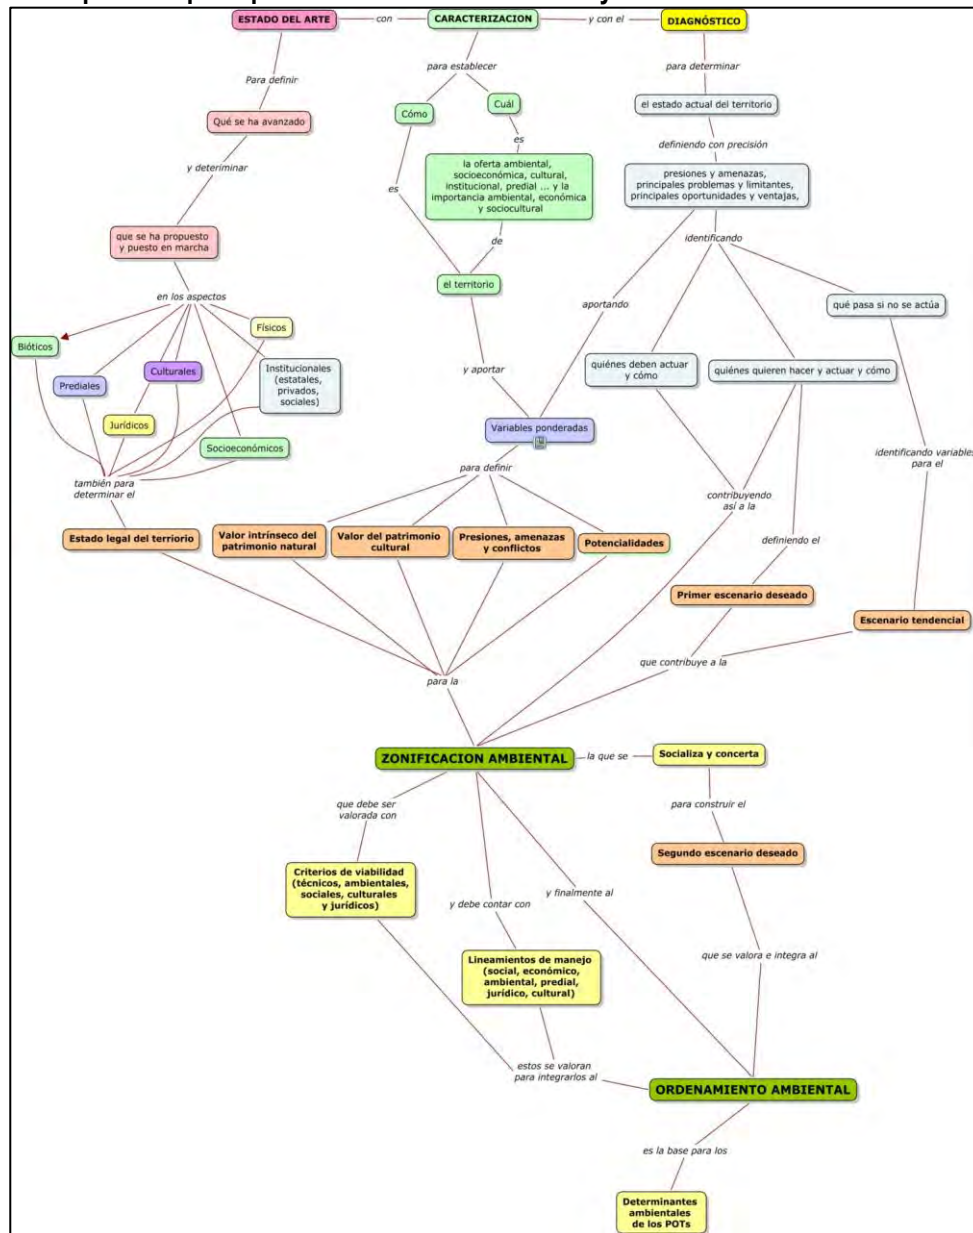 ESTADO DEL ARTE
con
CARACTERIZACION
y con el
DIAGNÓSTICO
Para definir
para establecer
para determinar
Qué se ha avanzado
Cómo
Cuál
el estado actual del territorio
y deteriminar
es
es
definiendo con precisión
la oferta ambiental,
socioeconómica, cultural,
institucional, predial ... y la
importancia ambiental, económica
y sociocultural
presiones y amenazas,
principales problemas y limitantes,
principales oportunidades y ventajas,
que se ha propuesto
y puesto en marcha
de
identificando
en los aspectos
el territorio
aportando
qué pasa si no se actúa
Bióticos
Físicos
Prediales
Culturales
Institucionales
(estatales,
privados,
sociales)
y aportar
quiénes deben actuar
y cómo
quiénes quieren hacer y actuar y cómo
Jurídicos
Socioeconómicos
Variables ponderadas
también para
determinar el
para definir
identificando variables
para el
contribuyendo
así a la
Estado legal del terriorio
Valor intrínseco del
patrimonio natural
Valor del patrimonio
cultural
Presiones, amenazas
y conflictos
Potencialidades
definiendo el
Primer escenario deseado
Escenario tendencial
para la
que contribuye a la
ZONIFICACION AMBIENTAL
la que se
Socializa y concerta
que debe ser
valorada con
para construir el
Segundo escenario deseado
Criterios de viabilidad
(técnicos, ambientales,
sociales, culturales
y jurídicos)
y debe contar con
y finalmente al
Lineamientos de manejo
(social, económico,
ambiental, predial,
jurídico, cultural)
que se valora e integra al
estos se valoran
para integrarlos al
ORDENAMIENTO AMBIENTAL
es la base para los
Determinantes
ambientales
de los POTs